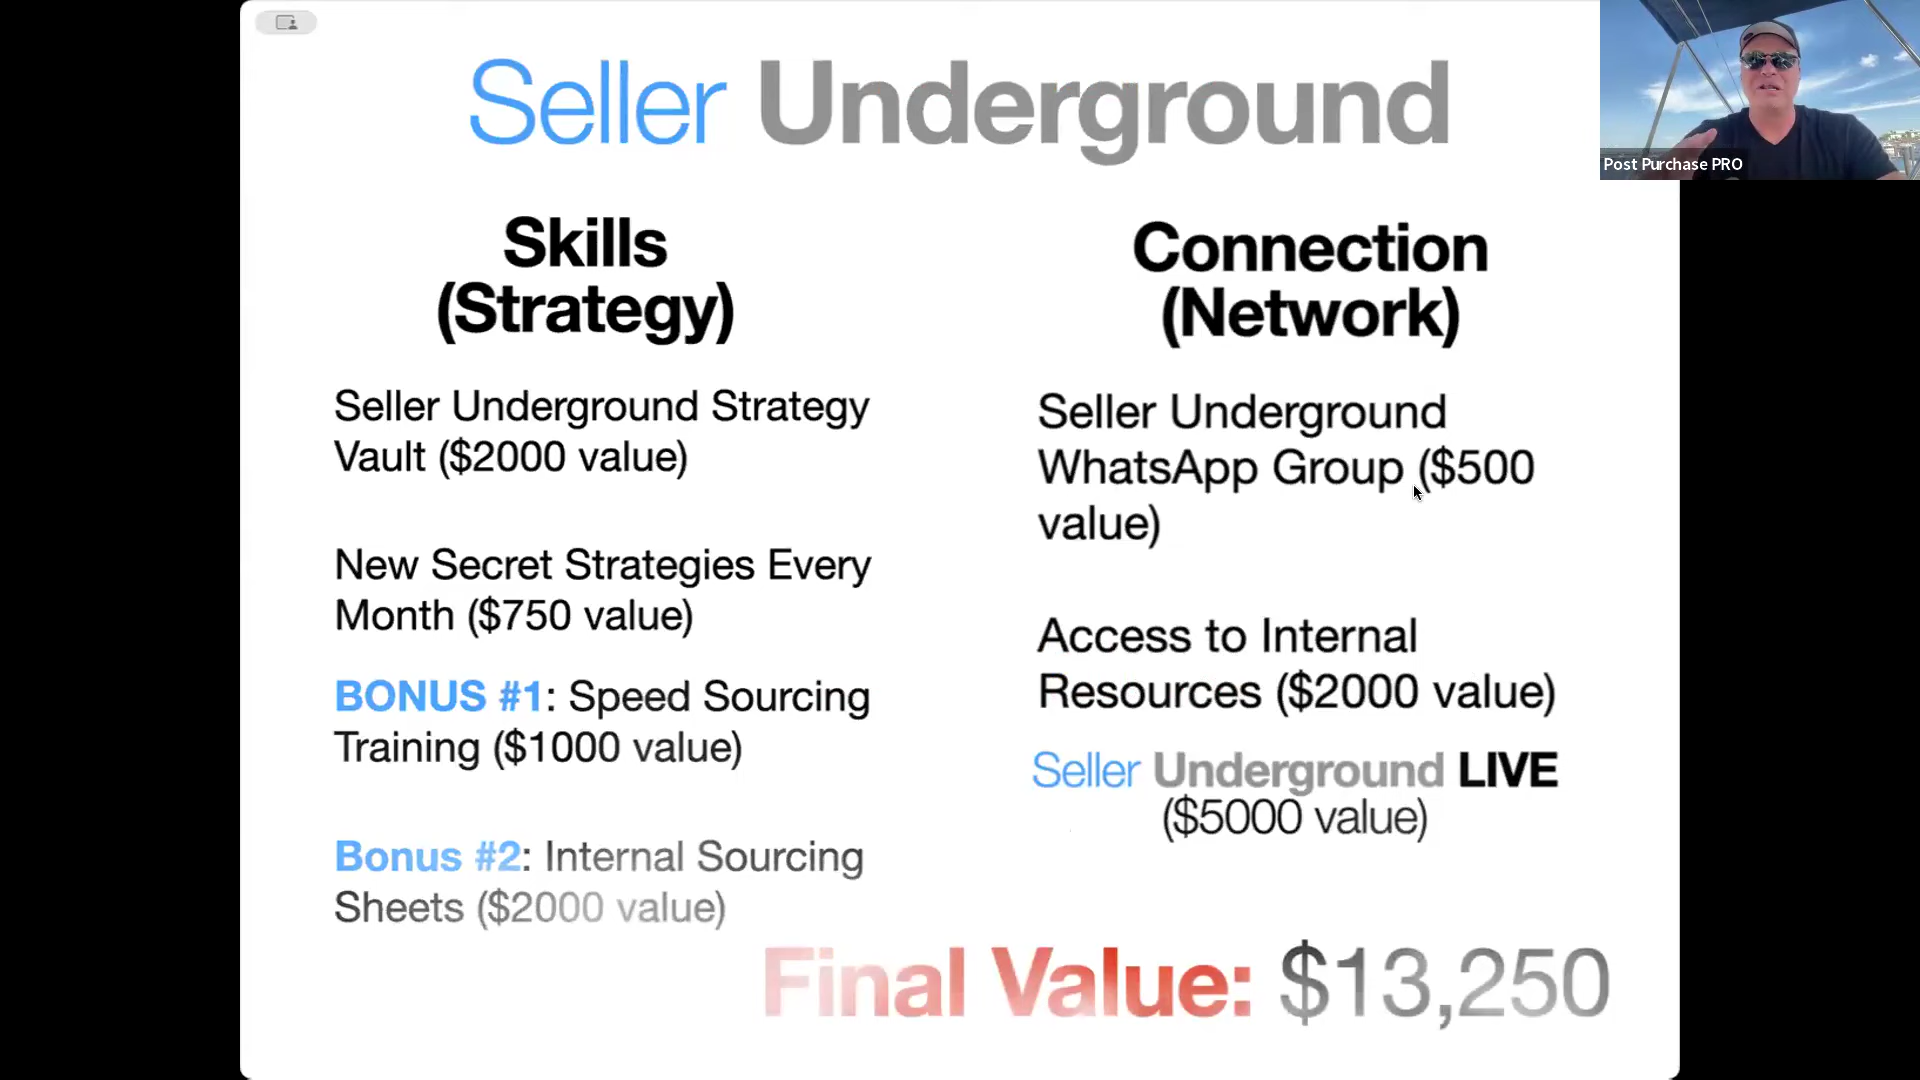 Seller Underground
Post Purchase PRO
Skills
(Strategy)
Seller Underground Strategy
Vault ($2000 value)
New Secret Strategies Every
Month ($750 value)
BONUS #1: Speed Sourcing
Training ($1000 value)
Bonus #2: Internal Sourcing
Sheets ($2000 value)
Connection
(Network)
Seller Underground
WhatsApp Group ($500
value)
Access to Internal
Resources ($2000 value)
Seller Underground LIVE
($5000 value)
Final Value: $13,250